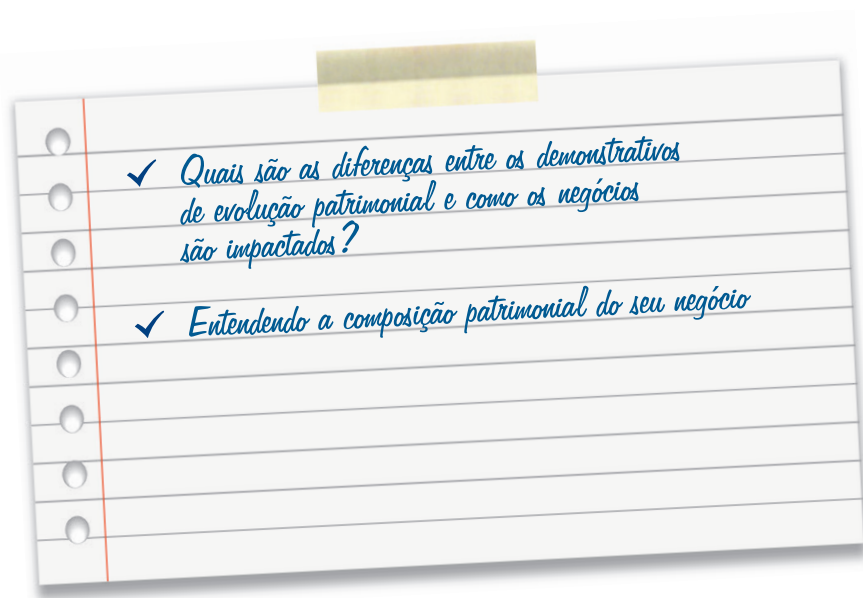 ✓ Quais são as diferenças entre os demonstrativos
de evolução patrimonial e como os negócios
são impactados?
✓ Entendendo a composição patrimonial do seu negócio